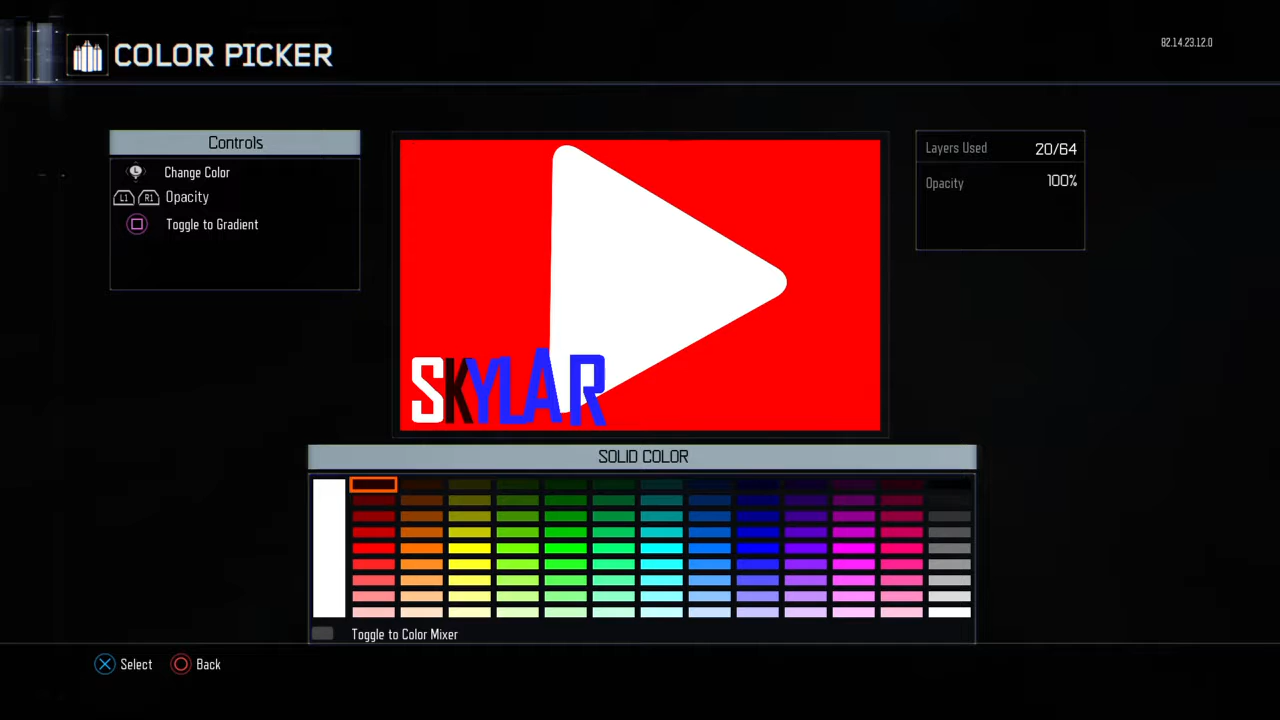 COLOR PICKER
82.14.23.12.0
Controls
L Change Color
L1 R1 Opacity
Toggle to Gradient
Layers Used 20/64
Opacity 100%
SKYLAR
SOLID COLOR
Toggle to Color Mixer
Select Back